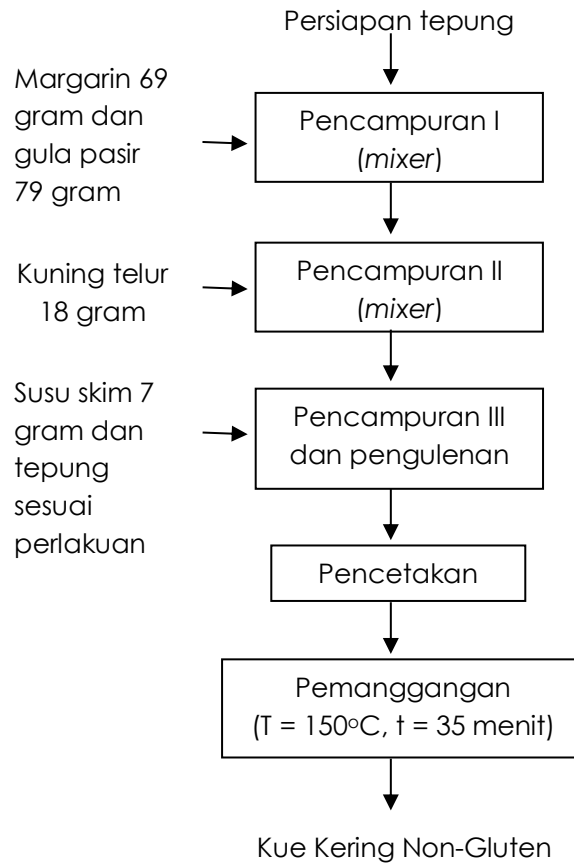 Persiapan tepung
Margarin 69
gram dan
gula pasir
79 gram
Pencampuran I
(mixer)
Kuning telur
18 gram
Pencampuran II
(mixer)
Susu skim 7
gram dan
tepung
sesuai
perlakuan
Pencampuran III
dan pengulenan
Pencetakan
Pemanggangan
(T = 150°C, t = 35 menit)
Kue Kering Non-Gluten